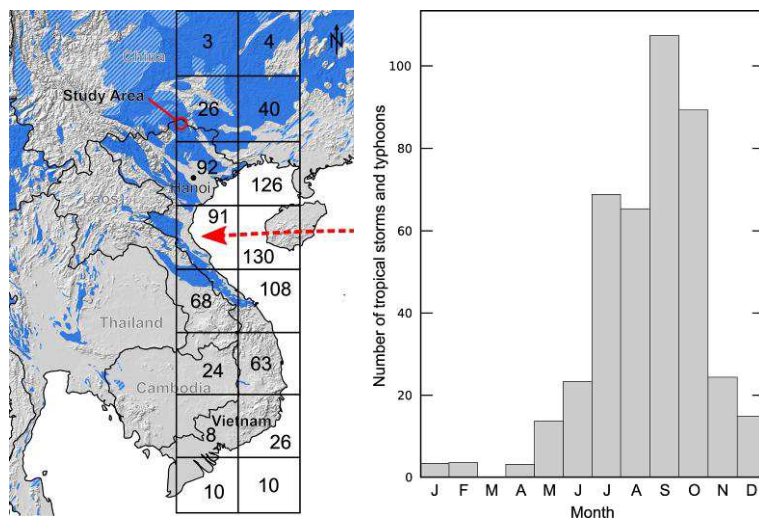 3 4
N
China
Study Area
26 40
92
Hanoi
126
Laos
91
130
108
68
Thailand
63
24
Cambodia
Vietnam
8
26
10 10
Number of tropical storms and typhoons
100
80
60
40
20
0
J F M A M J J A S O N D
Month